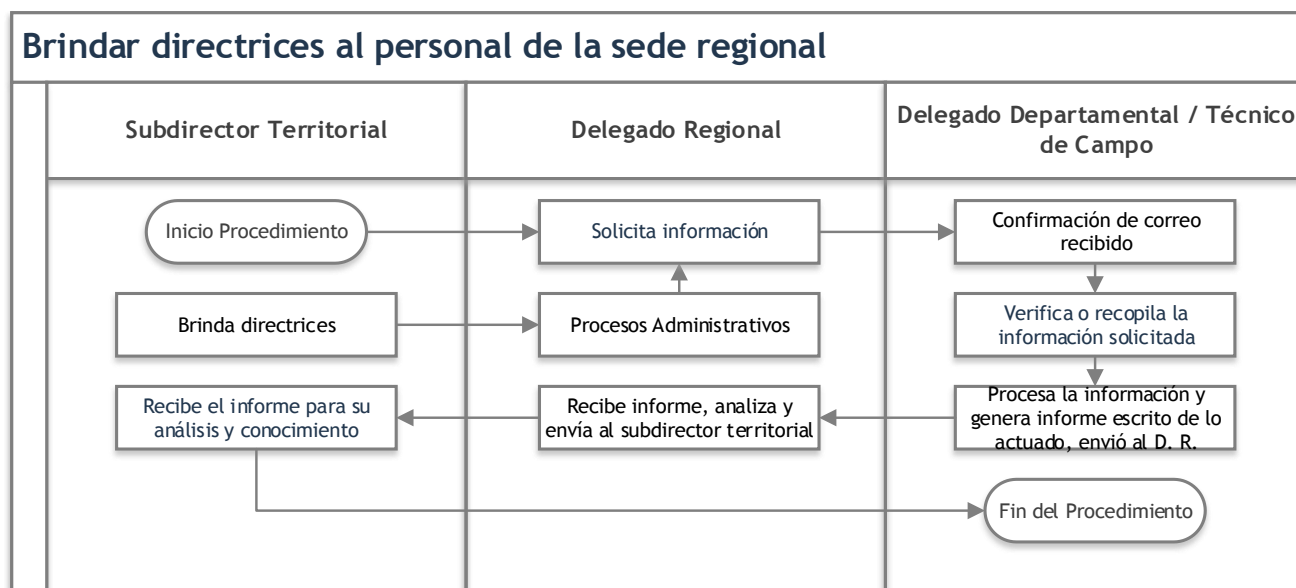 Brindar directrices al personal de la sede regional
Subdirector Territorial
Delegado Regional
Delegado Departamental / Técnico
de Campo
Inicio Procedimiento
Solicita información
Confirmación de correo
recibido
Brinda directrices
Procesos Administrativos
Verifica o recopila la
información solicitada
Recibe el informe para su
análisis y conocimiento
Recibe informe, analiza y
envía al subdirector territorial
Procesa la información y
genera informe escrito de lo
actuado, envió al D. R.
Fin del Procedimiento